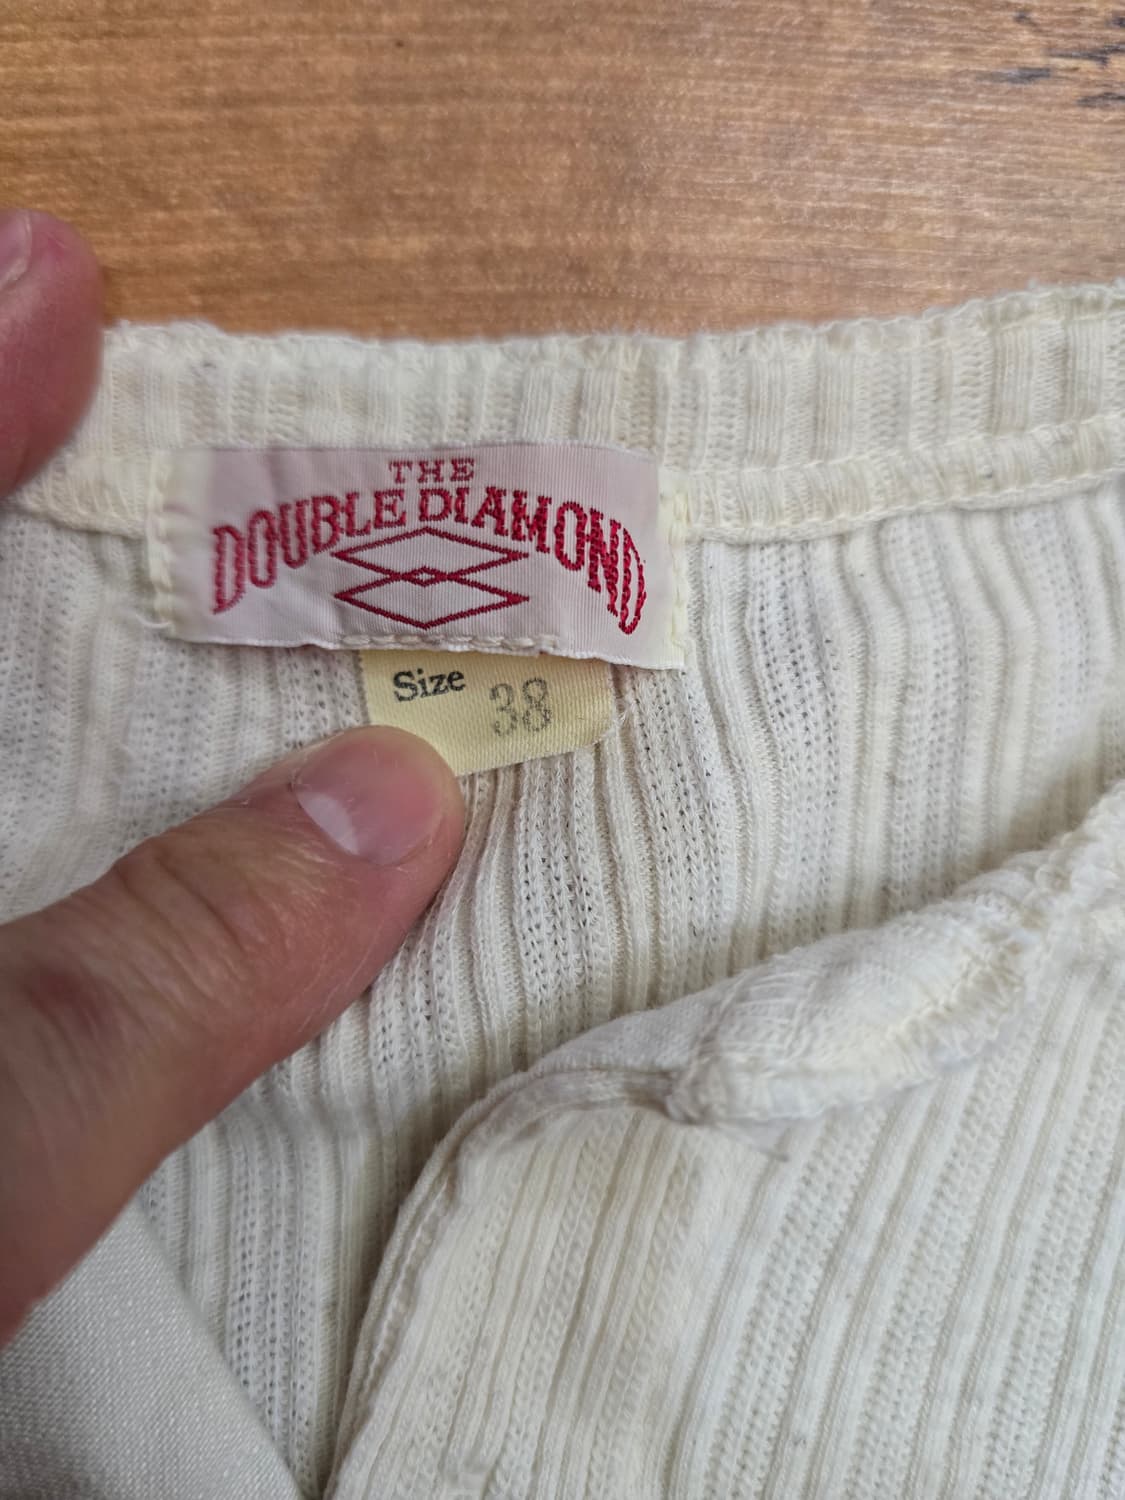 THE
DOUBLE DIAMOND
Size 38